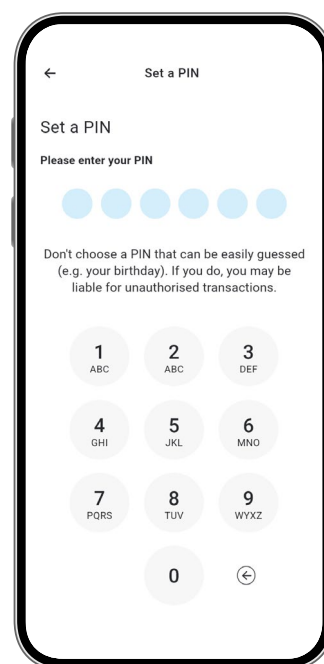 Set a PIN
Set a PIN
Please enter your PIN
Don't choose a PIN that can be easily guessed
(e.g. your birthday). If you do, you may be
liable for unauthorised transactions.
1 2 3
ABC ABC DEF
4 5 6
GHI JKL MNO
7 8 9
PQRS TUV WYXZ
0